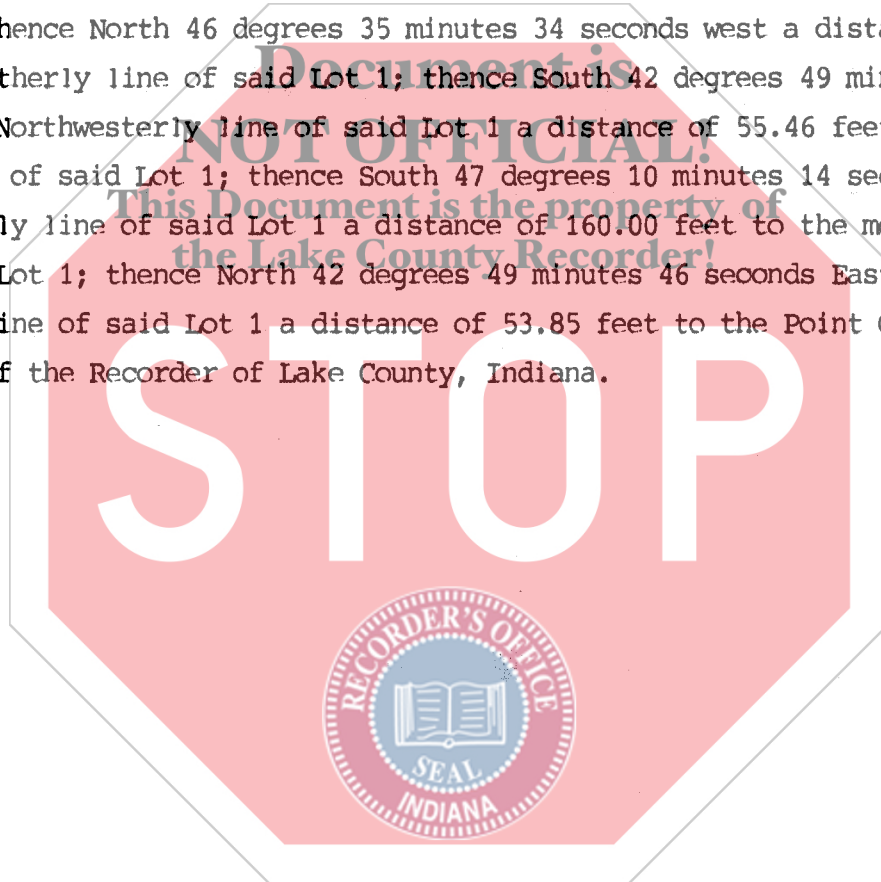 hence North 46 degrees 35 minutes 34 seconds west a dista
Document is
therly line of said Lot 1; thence South 42 degrees 49 mi
Northwesterly line of said Lot 1 a distance of 55.46 fee
NOT OFFICIAL!
of said Lot 1; thence South 47 degrees 10 minutes 14 se
This Document is the property of
ly line of said Lot 1 a distance of 160.00 feet to the m
the Lake County Recorder!
Lot 1; thence North 42 degrees 49 minutes 46 seconds Eas
ine of said Lot 1 a distance of 53.85 feet to the Point
f the Recorder of Lake County, Indiana.
STOP
RECORDER'S OFFICE
SEAL
INDIANA